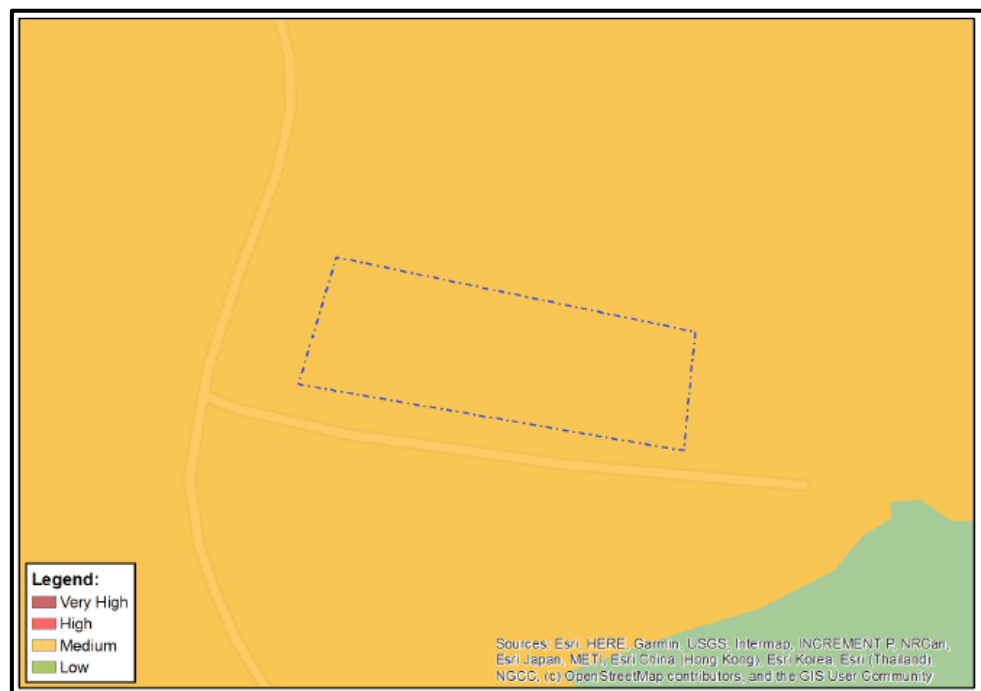 Legend:
Very High
High
Medium
Low
Sources: Esri, HERE, Garmin, USGS, Intermap, INCREMENT P, NRCan,
Esri Japan, METI, Esri China (Hong Kong), Esri Korea, Esri (Thailand),
NGCC, (c) OpenStreetMap contributors, and the GIS User Community